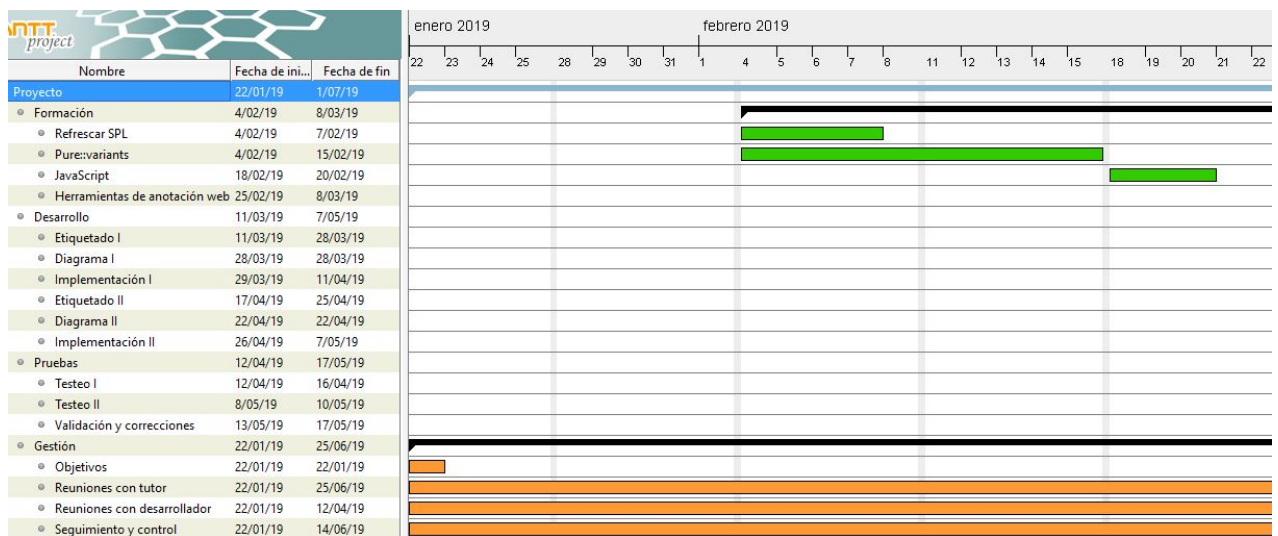 ANTT
project
enero 2019 febrero 2019
22 23 24 25 28 29 30 31 1 4 5 6 7 8 11 12 13 14 15 18 19 20 21 22
Nombre Fecha de ini... Fecha de fin
Proyecto 22/01/19 1/07/19
Formación 4/02/19 8/03/19
Refrescar SPL 4/02/19 7/02/19
Pure::variants 4/02/19 15/02/19
JavaScript 18/02/19 20/02/19
Herramientas de anotación web 25/02/19 8/03/19
Desarrollo 11/03/19 7/05/19
Etiquetado I 11/03/19 28/03/19
Diagrama I 28/03/19 28/03/19
Implementación I 29/03/19 11/04/19
Etiquetado II 17/04/19 25/04/19
Diagrama II 22/04/19 22/04/19
Implementación II 26/04/19 7/05/19
Pruebas 12/04/19 17/05/19
Testeo I 12/04/19 16/04/19
Testeo II 8/05/19 10/05/19
Validación y correcciones 13/05/19 17/05/19
Gestión 22/01/19 25/06/19
Objetivos 22/01/19 22/01/19
Reuniones con tutor 22/01/19 25/06/19
Reuniones con desarrollador 22/01/19 12/04/19
Seguimiento y control 22/01/19 14/06/19